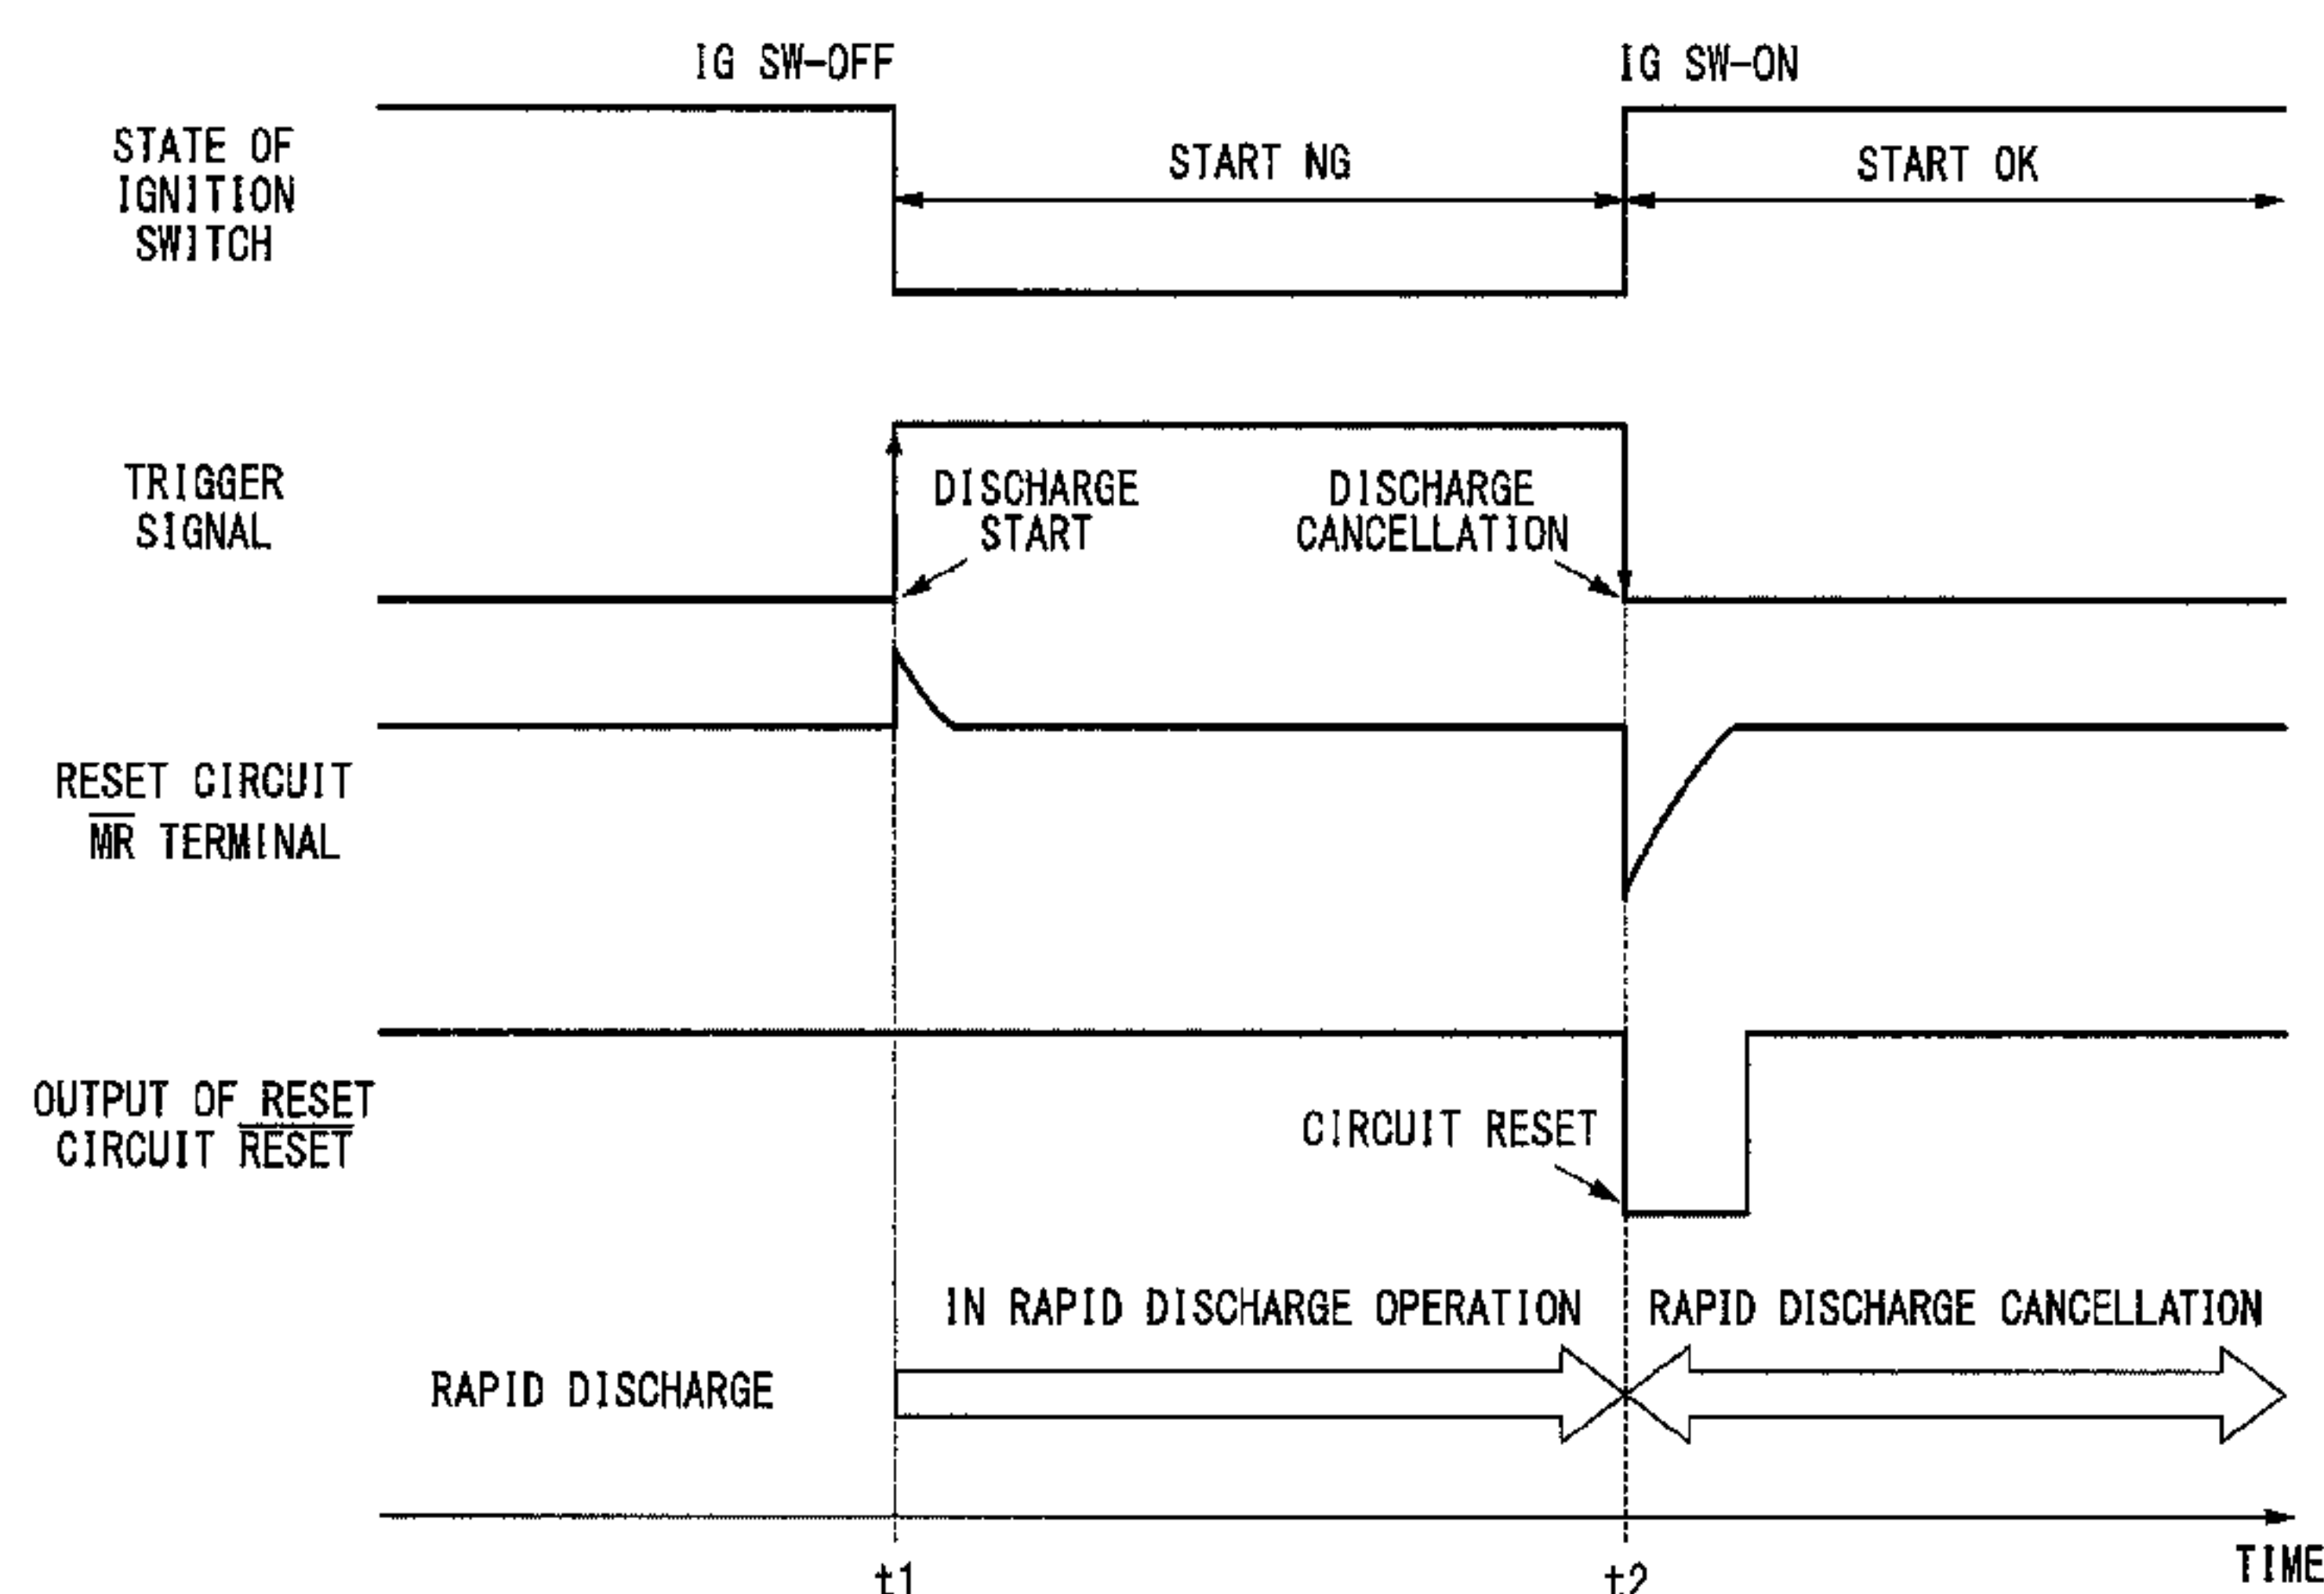 IG SW-OFF
IG SW-ON
STATE OF
IGNITION
SWITCH
START NG
START OK
TRIGGER
SIGNAL
DISCHARGE
START
DISCHARGE
CANCELLATION
RESET CIRCUIT
M̅R̅ TERMINAL
OUTPUT OF RESET
CIRCUIT R̅E̅S̅E̅T̅
CIRCUIT RESET
IN RAPID DISCHARGE OPERATION
RAPID DISCHARGE CANCELLATION
RAPID DISCHARGE
t1
t2
TIME